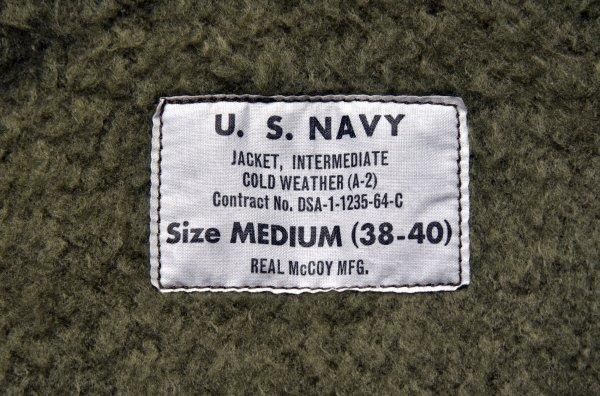 U. S. NAVY
JACKET, INTERMEDIATE
COLD WEATHER (A-2)
Contract No. DSA-1-1235-64-C
Size MEDIUM (38-40)
REAL McCOY MFG.